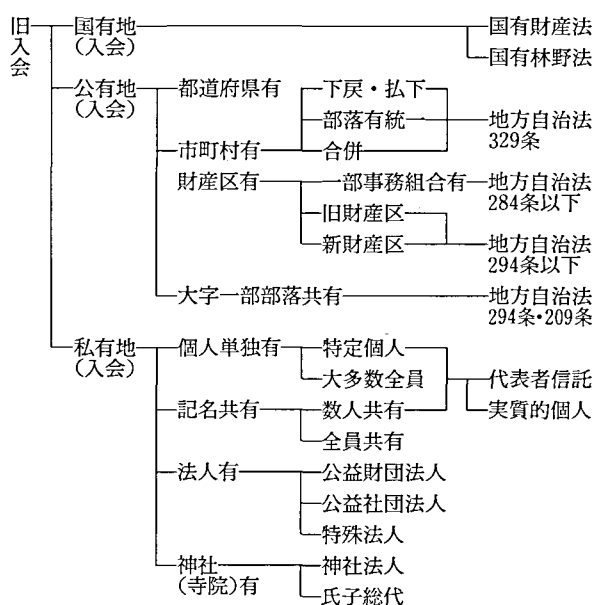 旧入会
国有地
(入会)
国有財産法
国有林野法
公有地
(入会)
都道府県有
市町村有
下戻・払下
部落有統
合併
地方自治法
329条
財産区有
一部事務組合有
地方自治法
284条以下
旧財産区
新財産区
地方自治法
294条以下
大字一部部落共有
地方自治法
294条・209条
私有地
(入会)
個人単独有
特定個人
大多数全員
記名共有
数人共有
全員共有
代表者信託
実質的個人
法人有
公益財団法人
公益社団法人
特殊法人
神社
(寺院)有
神社法人
氏子総代